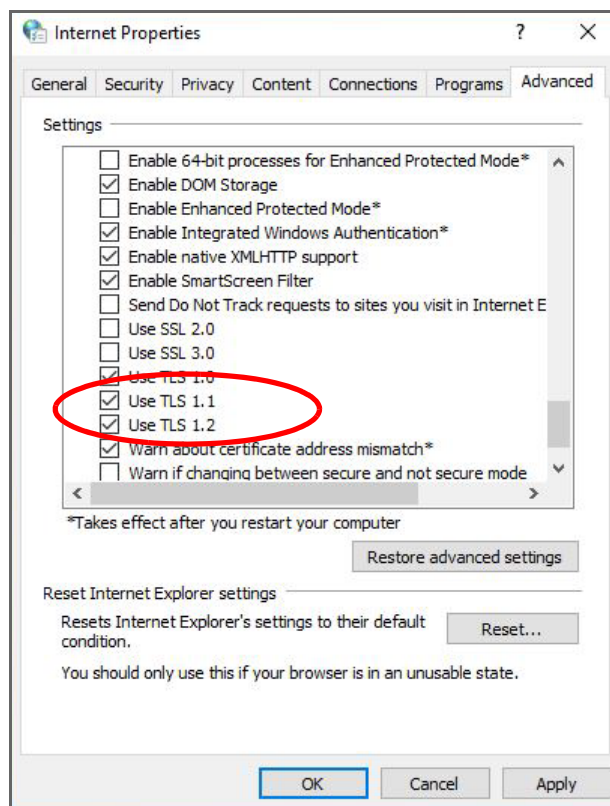 Internet Properties
? ×
General Security Privacy Content Connections Programs Advanced
Settings
Enable 64-bit processes for Enhanced Protected Mode*
Enable DOM Storage
Enable Enhanced Protected Mode*
Enable Integrated Windows Authentication*
Enable native XMLHTTP support
Enable SmartScreen Filter
Send Do Not Track requests to sites you visit in Internet E
Use SSL 2.0
Use SSL 3.0
Use TLS 1.0
Use TLS 1.1
Use TLS 1.2
Warn about certificate address mismatch*
Warn if changing between secure and not secure mode
*Takes effect after you restart your computer
Restore advanced settings
Reset Internet Explorer settings
Resets Internet Explorer's settings to their default
condition.
Reset...
You should only use this if your browser is in an unusable state.
OK Cancel Apply